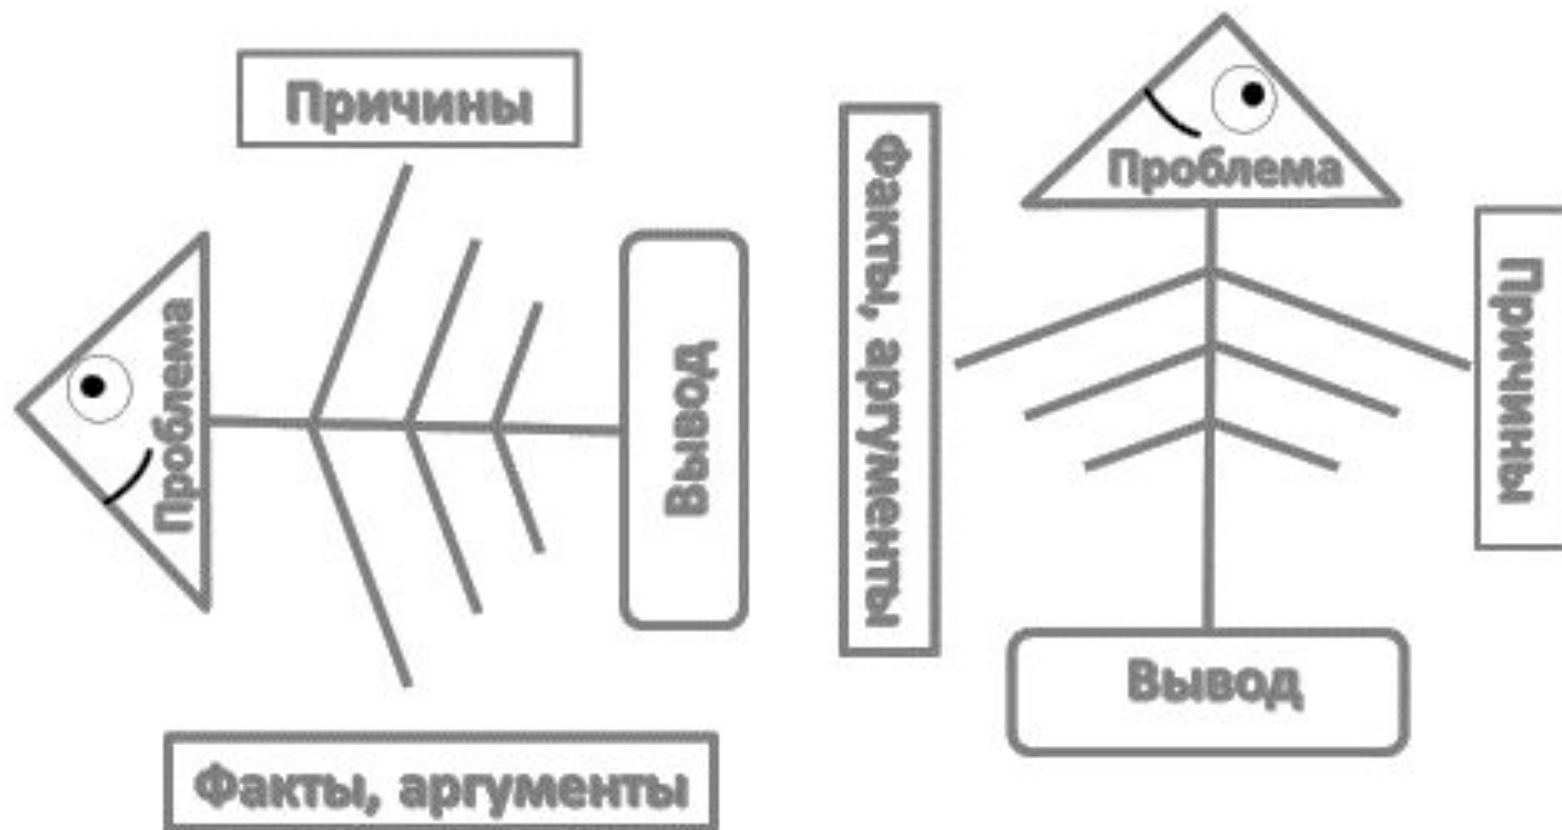 Причины
Проблема
Вывод
Факты, аргументы
Проблема
Факты, аргументы
Причины
Вывод